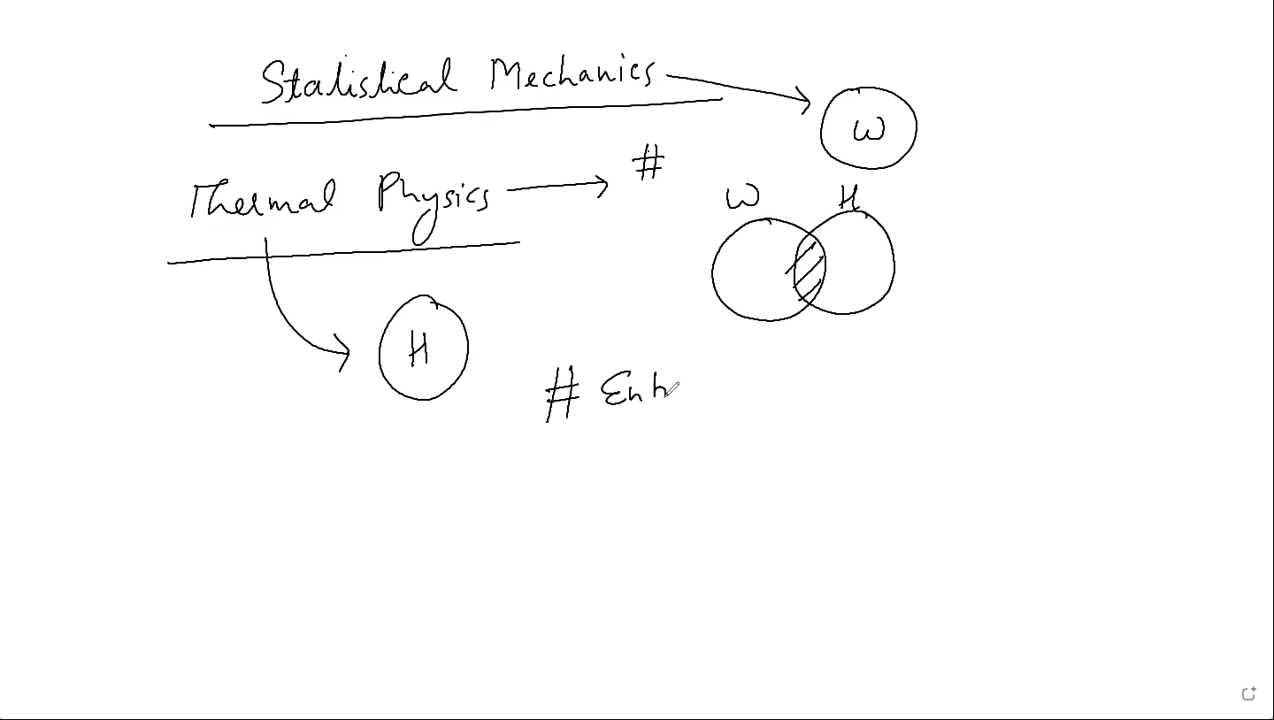 Statistical Mechanics
W
Thermal Physics #
W H
H
#